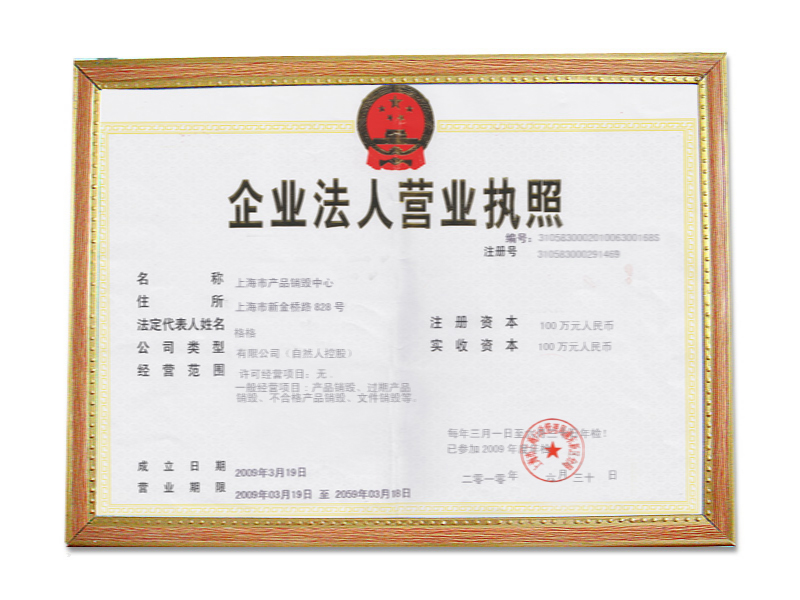 企业法人营业执照
编号：3105830002010063001685
注册号 310583000291469
名 称 上海市产品销毁中心
住 所 上海市新金桥路 828 号
法定代表人姓名 格格
注 册 资 本 100 万元人民币
公 司 类 型 有限公司（自然人控股）
实 收 资 本 100 万元人民币
经 营 范 围 许可经营项目：无．
一般经营项目：产品销毁、过期产品
销毁、不合格产品销毁、文件销毁等．
每年三月一日至 年检！
已参加 2009 年
成 立 日 期 2009年3月19日
二零一零年 六月 三十 日
营 业 期 限 2009年03月19日 至 2059年03月18日